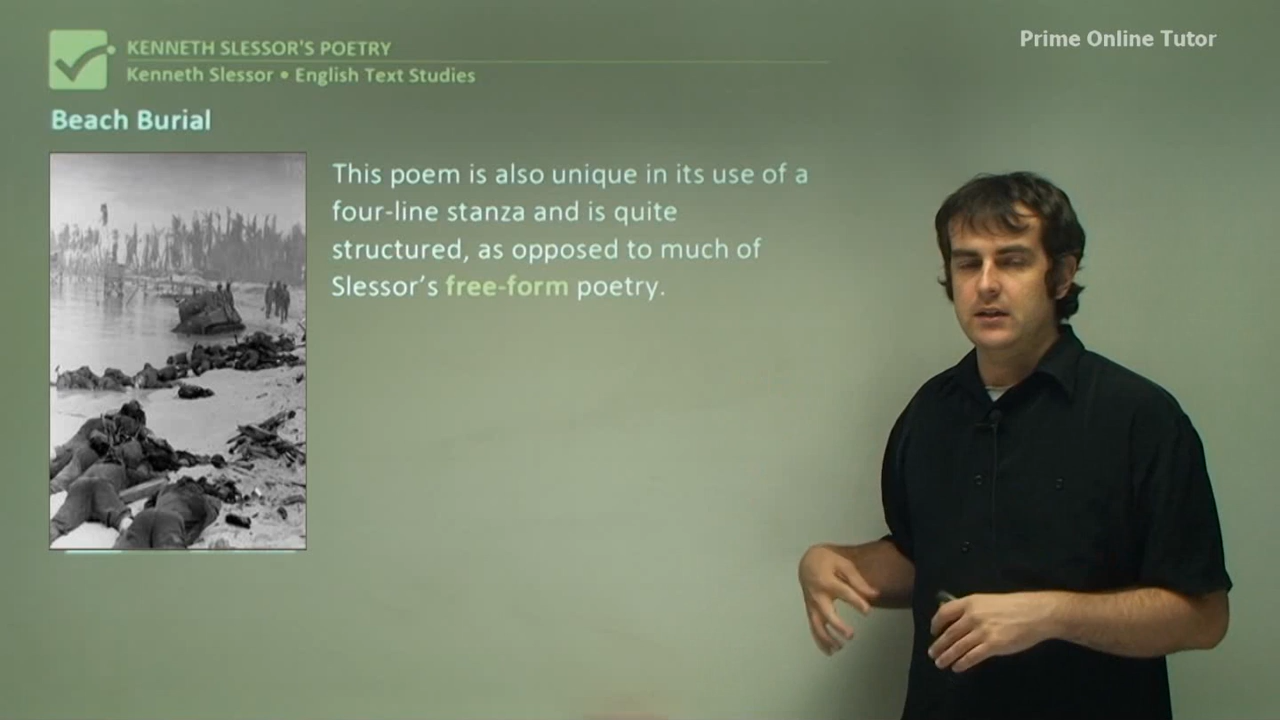 KENNETH SLESSOR'S POETRY
Kenneth Slessor • English Text Studies
Prime Online Tutor
Beach Burial
This poem is also unique in its use of a
four-line stanza and is quite
structured, as opposed to much of
Slessor's free-form poetry.